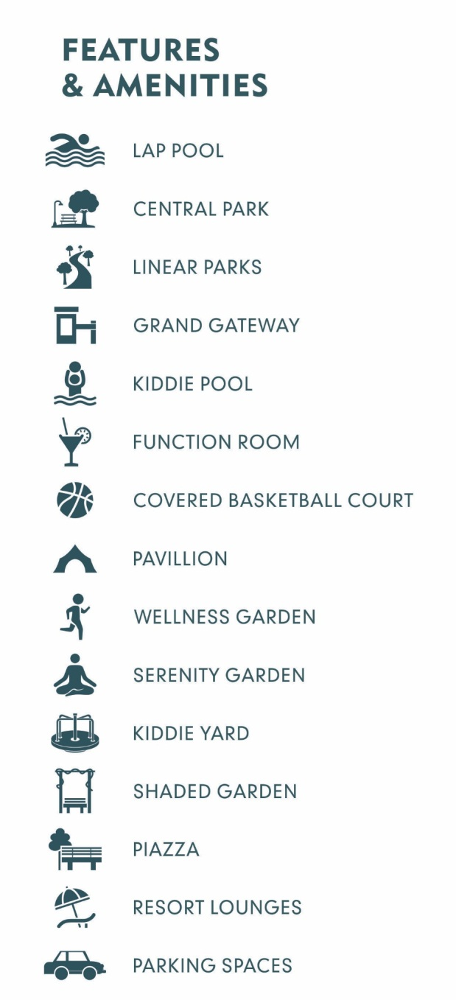 FEATURES
& AMENITIES
LAP POOL
CENTRAL PARK
LINEAR PARKS
GRAND GATEWAY
KIDDIE POOL
FUNCTION ROOM
COVERED BASKETBALL COURT
PAVILLION
WELLNESS GARDEN
SERENITY GARDEN
KIDDIE YARD
SHADED GARDEN
PIAZZA
RESORT LOUNGES
PARKING SPACES